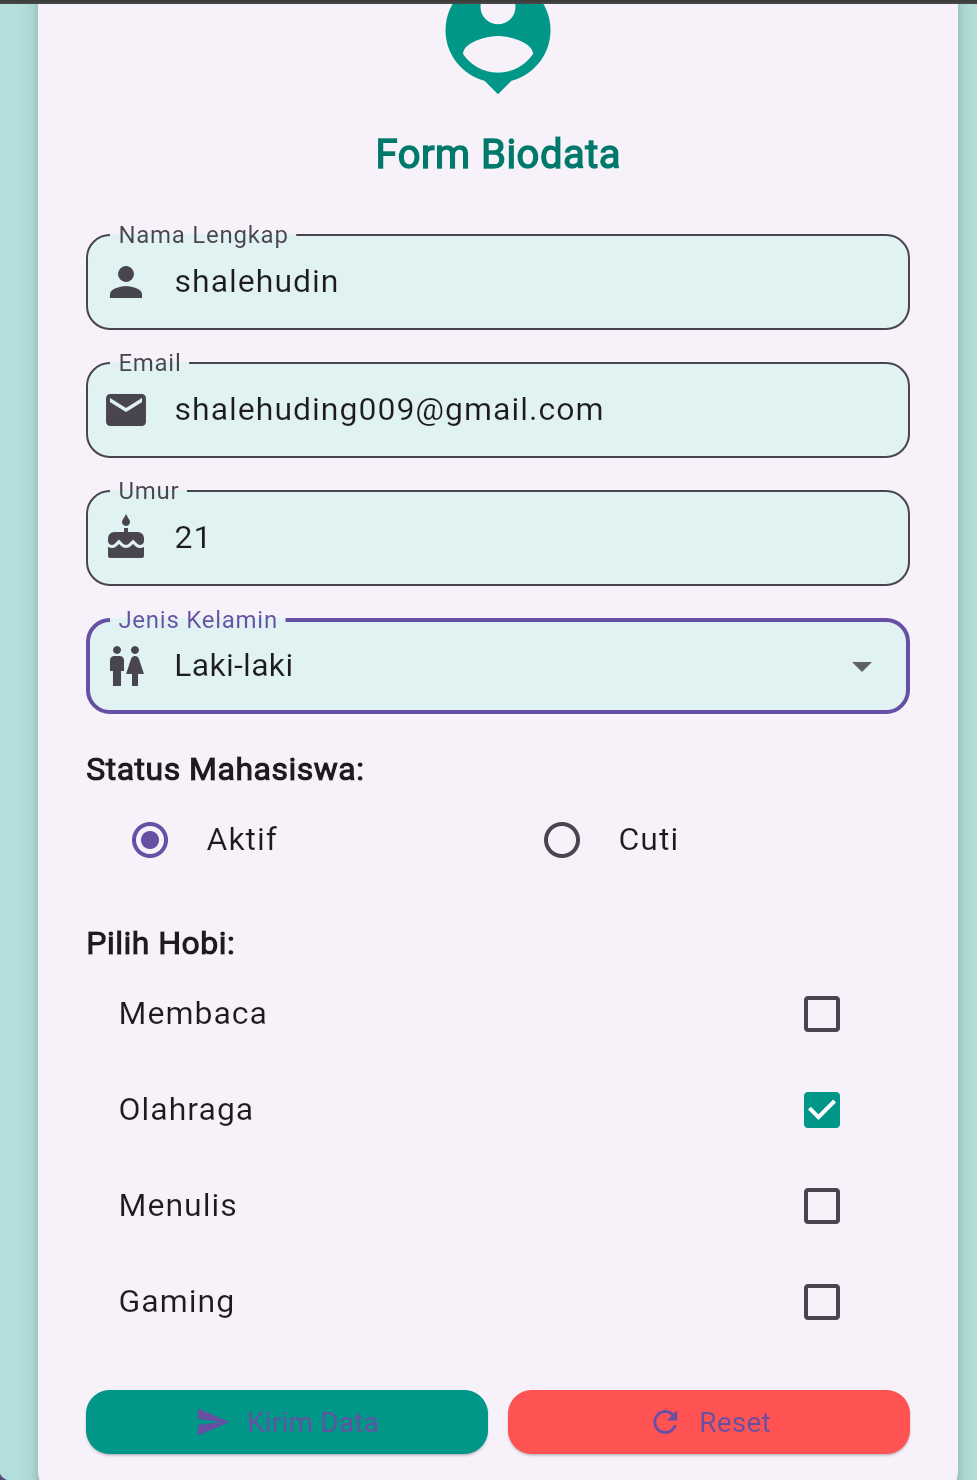 Form Biodata
Nama Lengkap
shalehudin
Email
shalehuding009@gmail.com
Umur
21
Jenis Kelamin
Laki-laki
Status Mahasiswa:
Aktif Cuti
Pilih Hobi:
Membaca
Olahraga
Menulis
Gaming
Kirim Data Reset